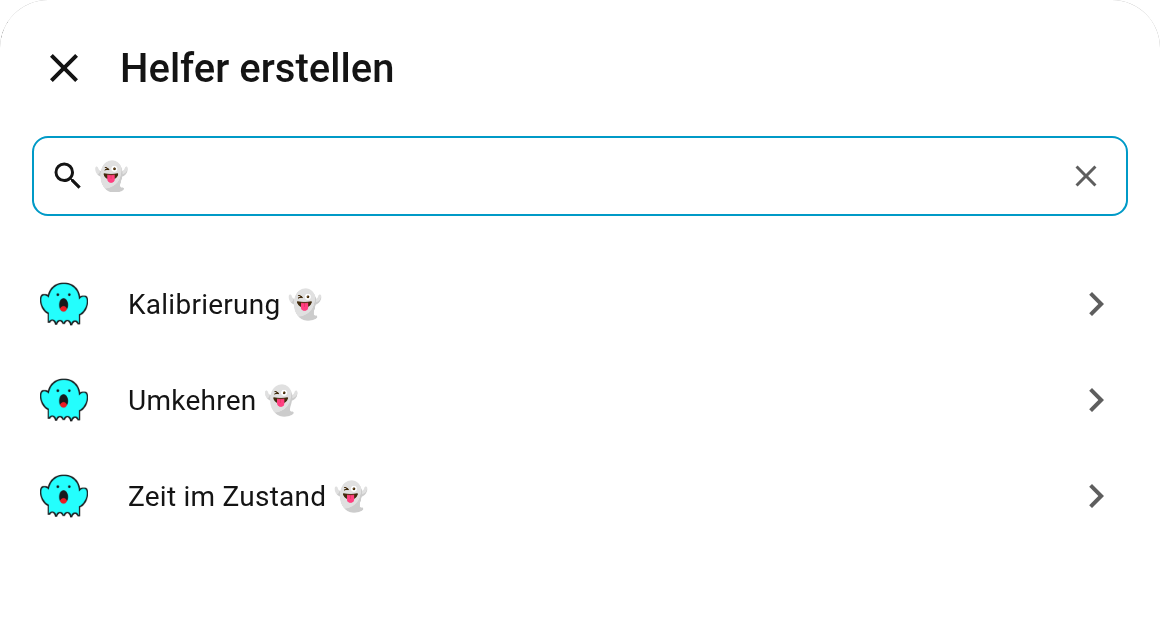 Helfer erstellen
👻
Kalibrierung 👻
Umkehren 👻
Zeit im Zustand 👻